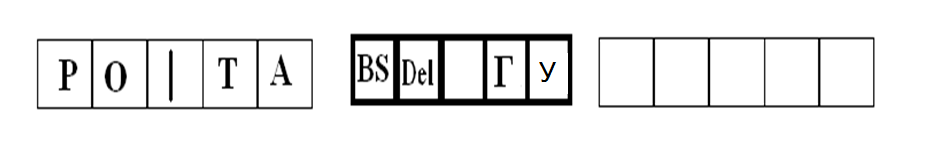 Р О | Т А BS Del Г У